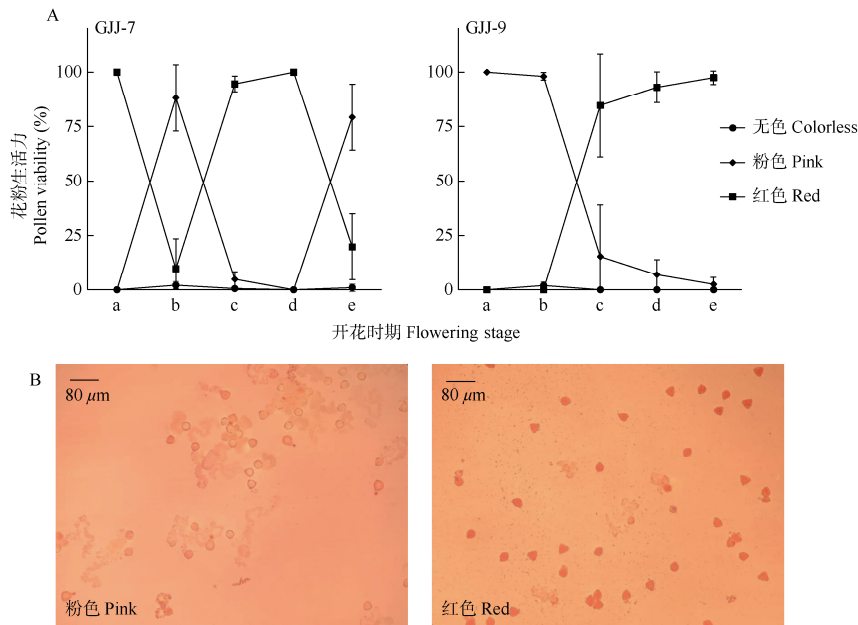 A
GJJ-7
GJJ-9
花粉生活力
Pollen viability (%)
100
75
50
25
0
a b c d e
100
75
50
25
0
a b c d e
无色 Colorless
粉色 Pink
红色 Red
开花时期 Flowering stage
B
80 μm
粉色 Pink
80 μm
红色 Red